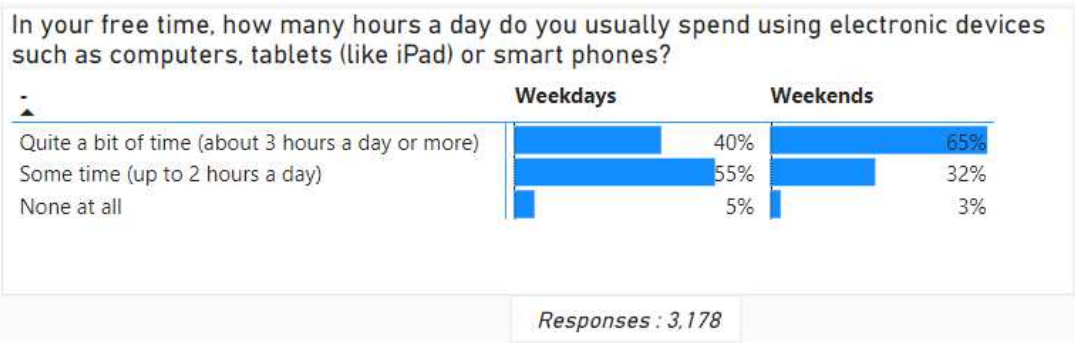 In your free time, how many hours a day do you usually spend using electronic devices
such as computers, tablets (like iPad) or smart phones?
- Weekdays Weekends
Quite a bit of time (about 3 hours a day or more) 40% 65%
Some time (up to 2 hours a day) 55% 32%
None at all 5% 3%
Responses : 3,178